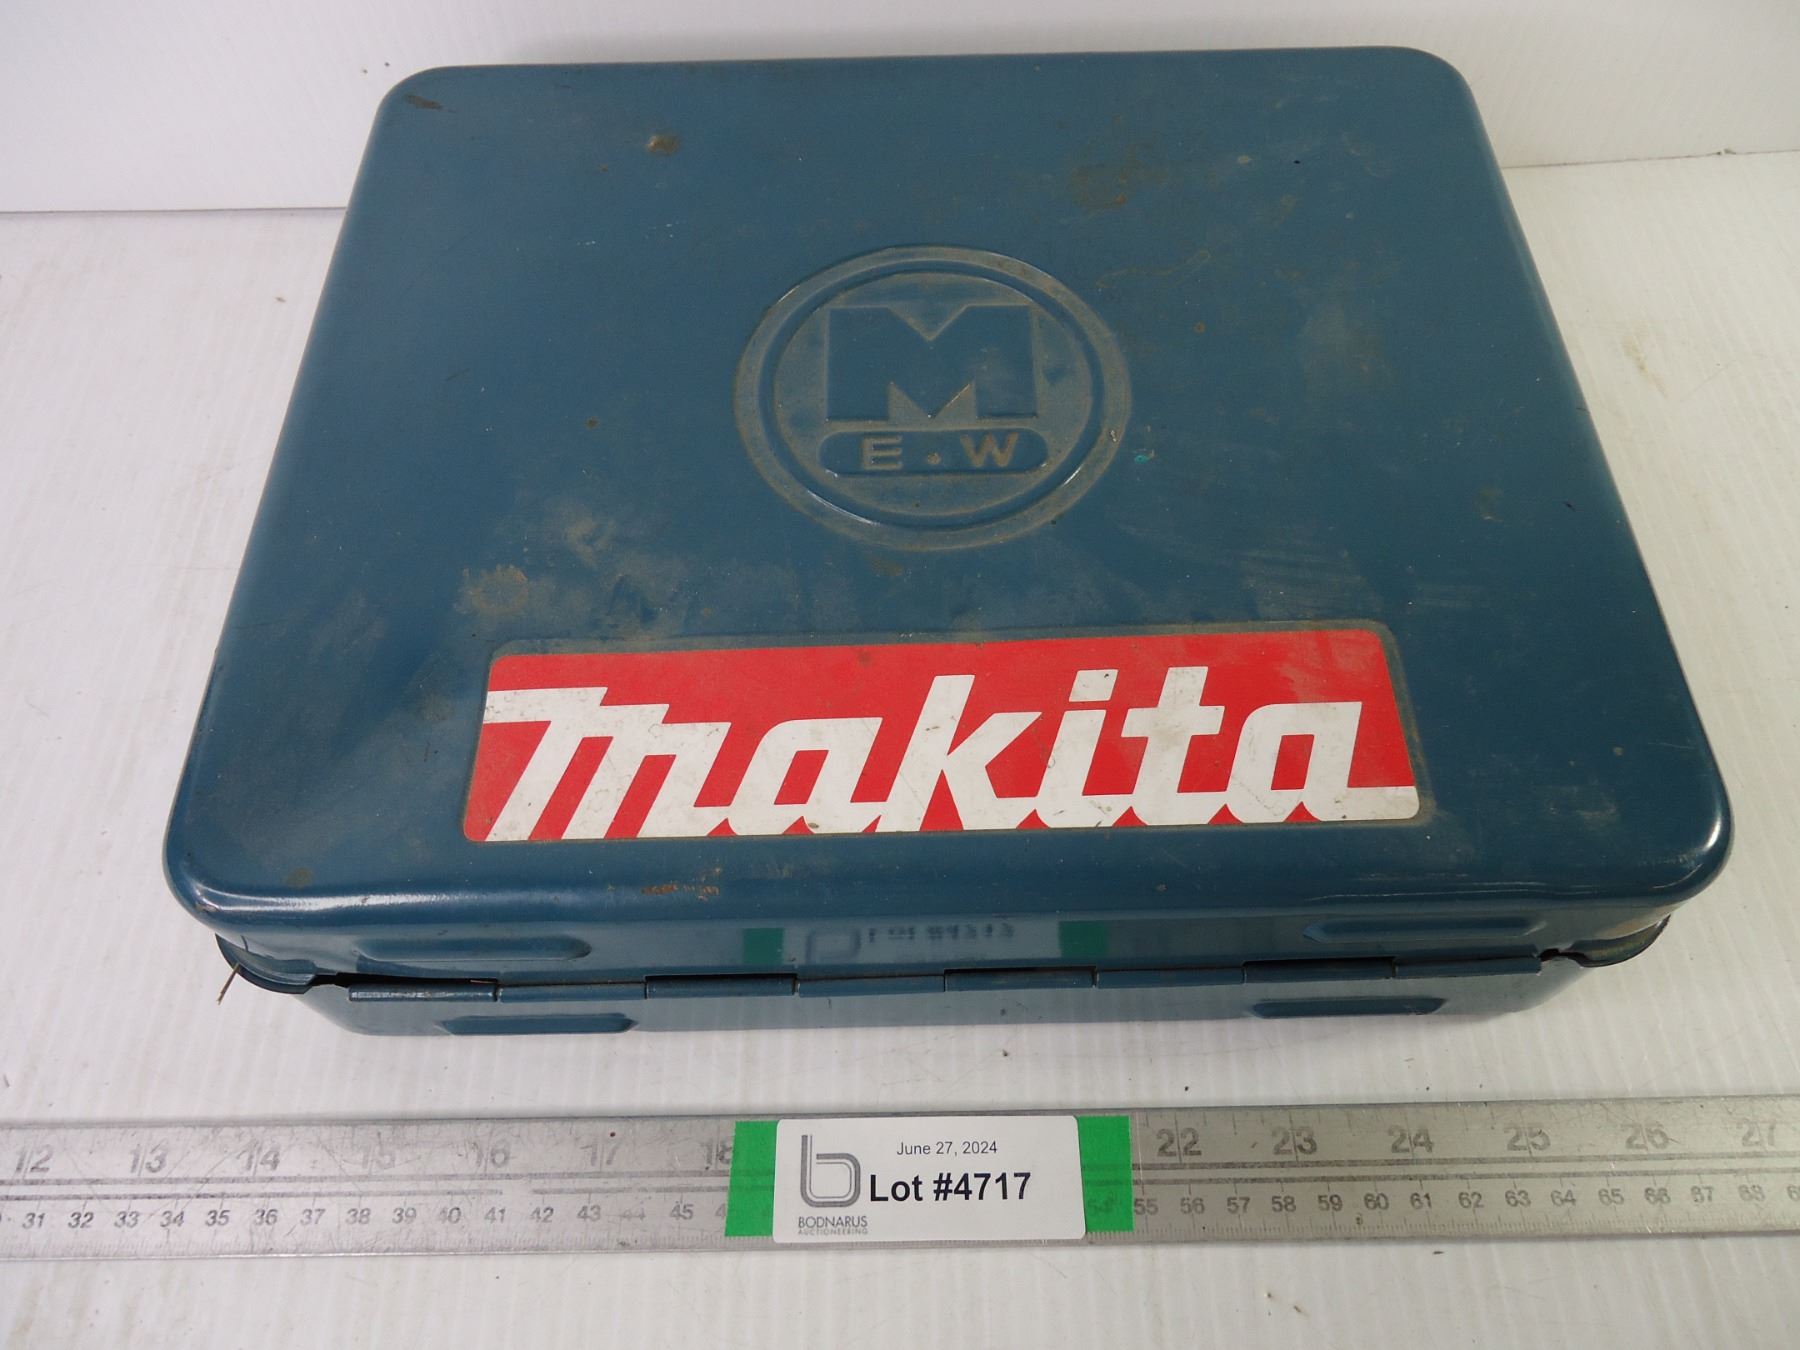 M
E.W
makita
12 13 14 15 16 17 18 22 23 24 25 26 27
31 32 33 34 35 36 37 38 39 40 41 42 43 44 45 54 55 56 57 58 59 60 61 62 63 64 65 66 67 68
June 27, 2024
Lot #4717
BODNARUS
AUCTIONEERING